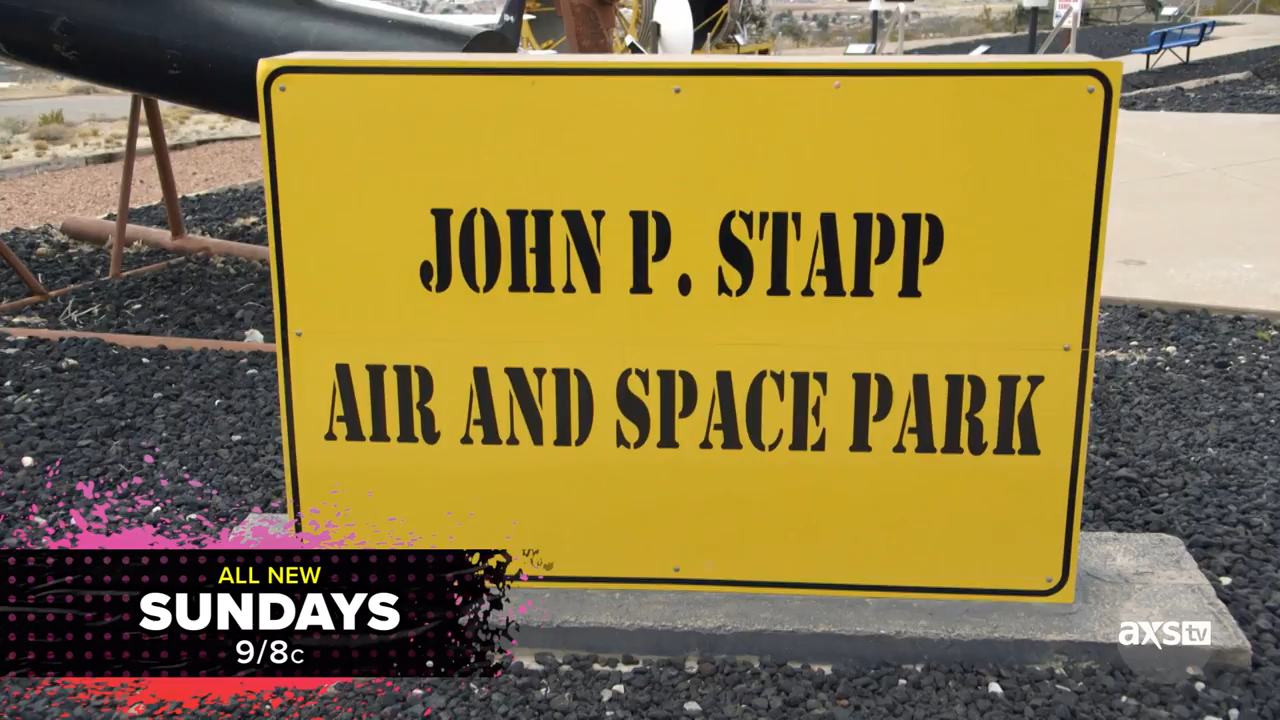 JOHN P. STAPP
AIR AND SPACE PARK
ALL NEW
SUNDAYS
9/8c
axs tv